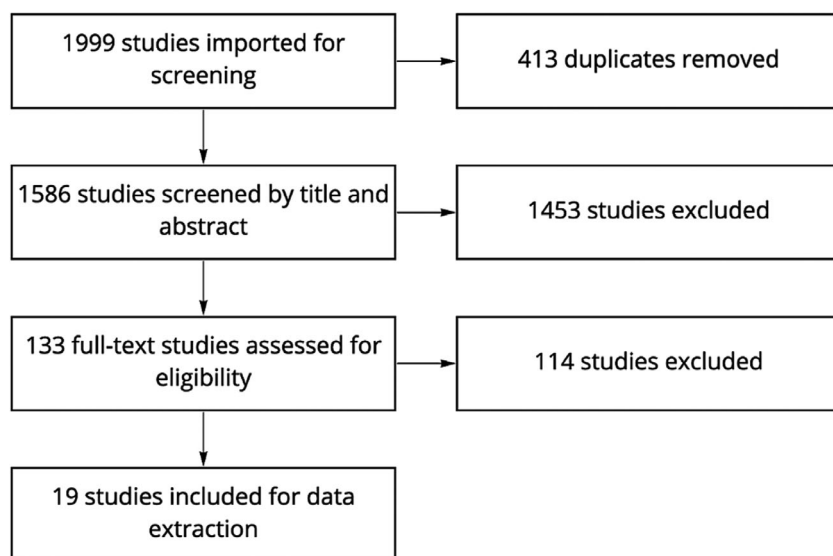 1999 studies imported for
screening
413 duplicates removed
1586 studies screened by title and
abstract
1453 studies excluded
133 full-text studies assessed for
eligibility
114 studies excluded
19 studies included for data
extraction